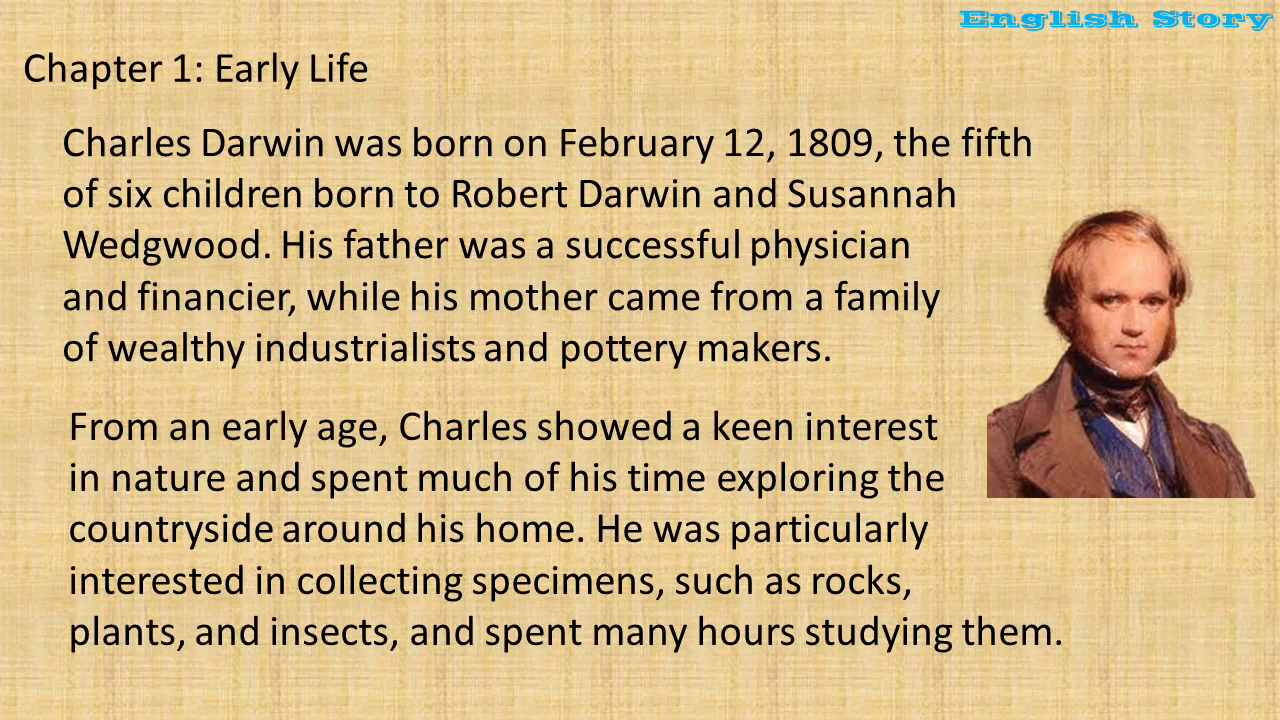 English Story
Chapter 1: Early Life
Charles Darwin was born on February 12, 1809, the fifth
of six children born to Robert Darwin and Susannah
Wedgwood. His father was a successful physician
and financier, while his mother came from a family
of wealthy industrialists and pottery makers.
From an early age, Charles showed a keen interest
in nature and spent much of his time exploring the
countryside around his home. He was particularly
interested in collecting specimens, such as rocks,
plants, and insects, and spent many hours studying them.